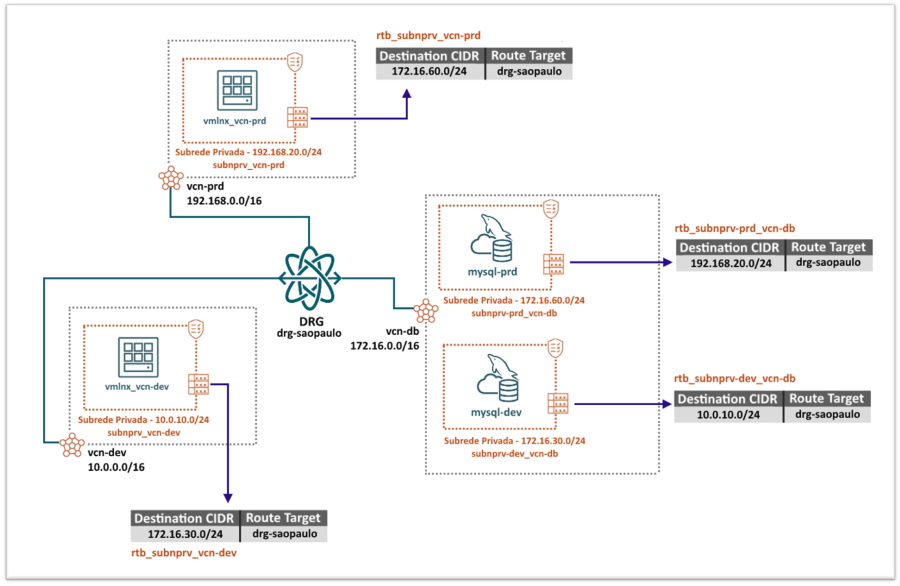 rtb_subnprv_vcn-prd
Destination CIDR Route Target
172.16.60.0/24 drg-saopaulo
vmlnx_vcn-prd
Subrede Privada - 192.168.20.0/24
subnprv_vcn-prd
vcn-prd
192.168.0.0/16
rtb_subnprv-prd_vcn-db
Destination CIDR Route Target
192.168.20.0/24 drg-saopaulo
mysql-prd
Subrede Privada - 172.16.60.0/24
subnprv-prd_vcn-db
DRG
drg-saopaulo
vcn-db
172.16.0.0/16
vmlnx_vcn-dev
Subrede Privada - 10.0.10.0/24
subnprv_vcn-dev
vcn-dev
10.0.0.0/16
mysql-dev
Subrede Privada - 172.16.30.0/24
subnprv-dev_vcn-db
rtb_subnprv-dev_vcn-db
Destination CIDR Route Target
10.0.10.0/24 drg-saopaulo
Destination CIDR Route Target
172.16.30.0/24 drg-saopaulo
rtb_subnprv_vcn-dev